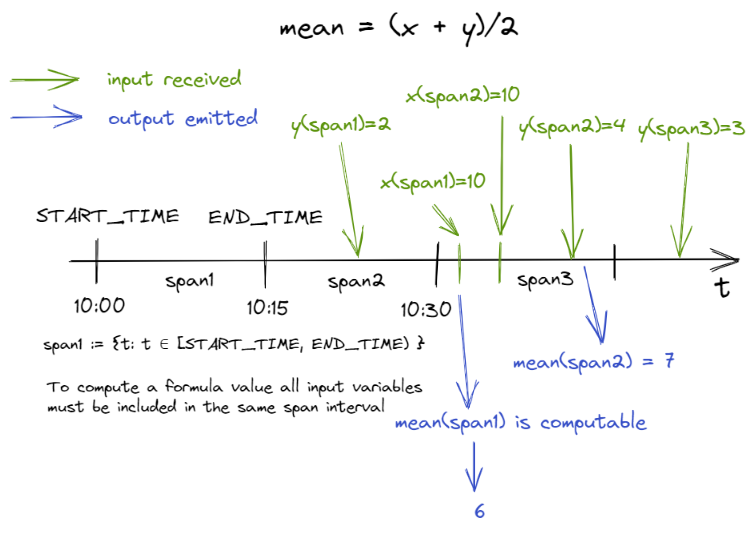 mean = (x + y)/2
input received
output emitted
x(span2)=10
y(span1)=2
y(span2)=4
y(span3)=3
x(span1)=10
START_TIME
END_TIME
span1
span2
span3
t
10:00
10:15
10:30
span1 := {t: t ∈ [START_TIME, END_TIME) }
mean(span2) = 7
To compute a formula value all input variables
must be included in the same span interval
mean(span1) is computable
6